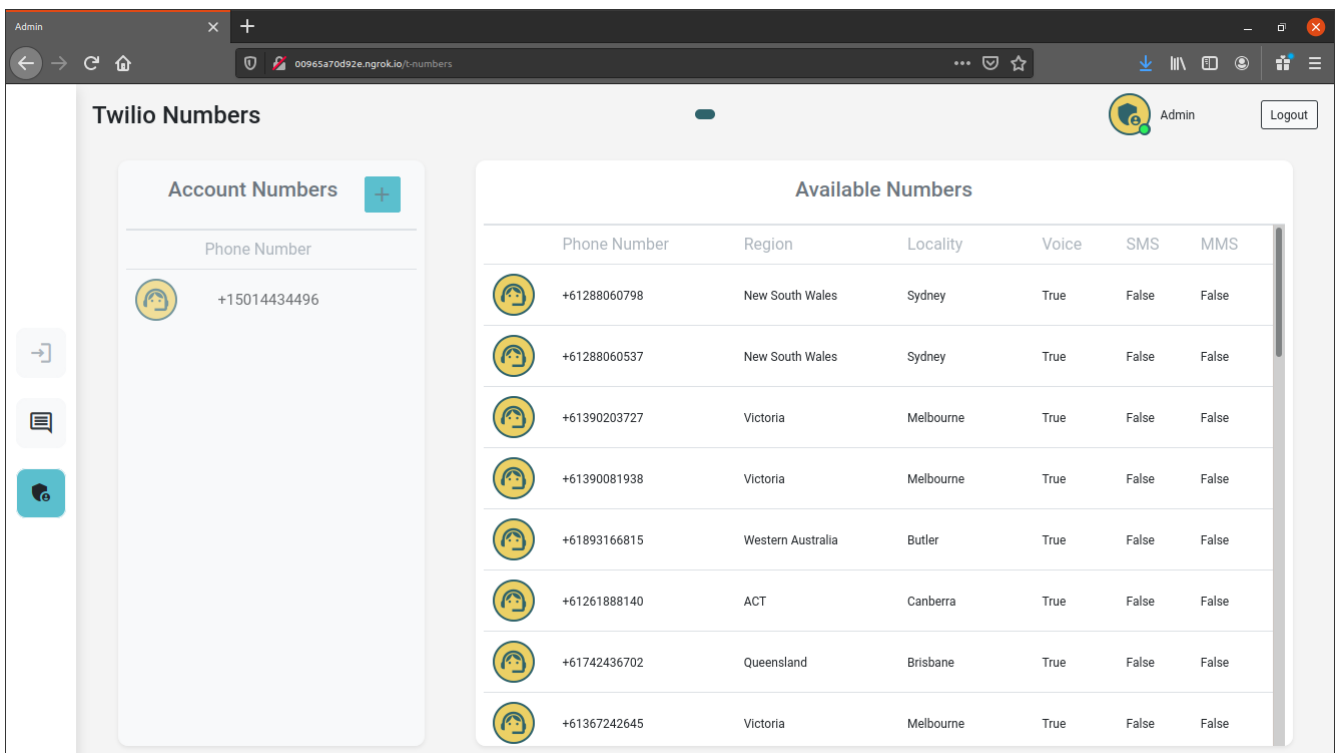 Admin
00965a70d92e.ngrok.io/t-numbers
Twilio Numbers
Admin
Logout
Account Numbers
+
Phone Number
+15014434496
Available Numbers
Phone Number Region Locality Voice SMS MMS
+61288060798 New South Wales Sydney True False False
+61288060537 New South Wales Sydney True False False
+61390203727 Victoria Melbourne True False False
+61390081938 Victoria Melbourne True False False
+61893166815 Western Australia Butler True False False
+61261888140 ACT Canberra True False False
+61742436702 Queensland Brisbane True False False
+61367242645 Victoria Melbourne True False False